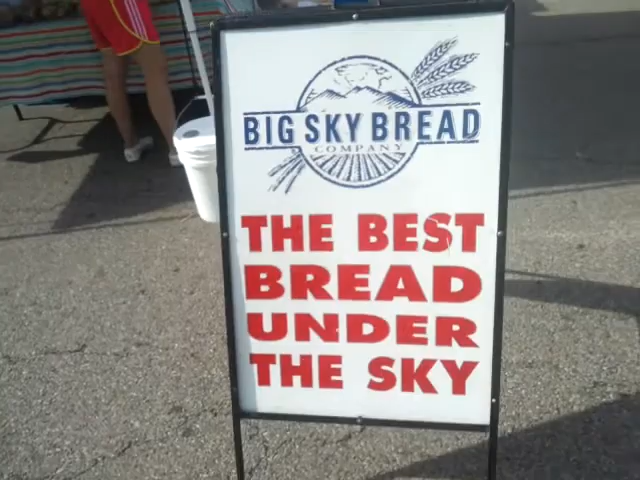 BIG SKY BREAD
COMPANY
THE BEST
BREAD
UNDER
THE SKY